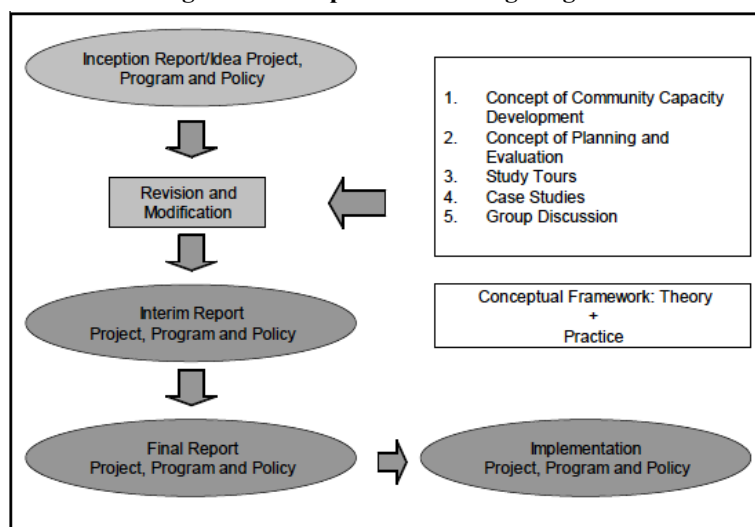 Inception Report/Idea Project,
Program and Policy
1. Concept of Community Capacity
Development
2. Concept of Planning and
Evaluation
3. Study Tours
4. Case Studies
5. Group Discussion
Revision and
Modification
Interim Report
Project, Program and Policy
Conceptual Framework: Theory
+
Practice
Final Report
Project, Program and Policy
Implementation
Project, Program and Policy